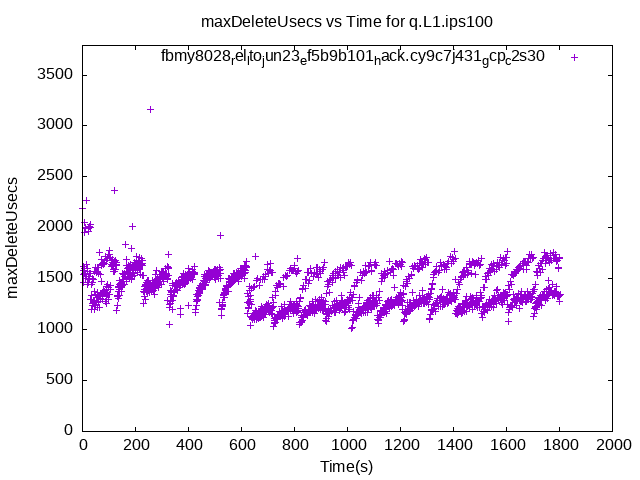 maxDeleteUsecs vs Time for q.L1.ips100
fbmy8028relltojun23ef5b9b101hack.cy9c7j431gcpc2s30
3500
3000
2500
2000
1500
1000
500
0
maxDeleteUsecs
0 200 400 600 800 1000 1200 1400 1600 1800 2000
Time(s)